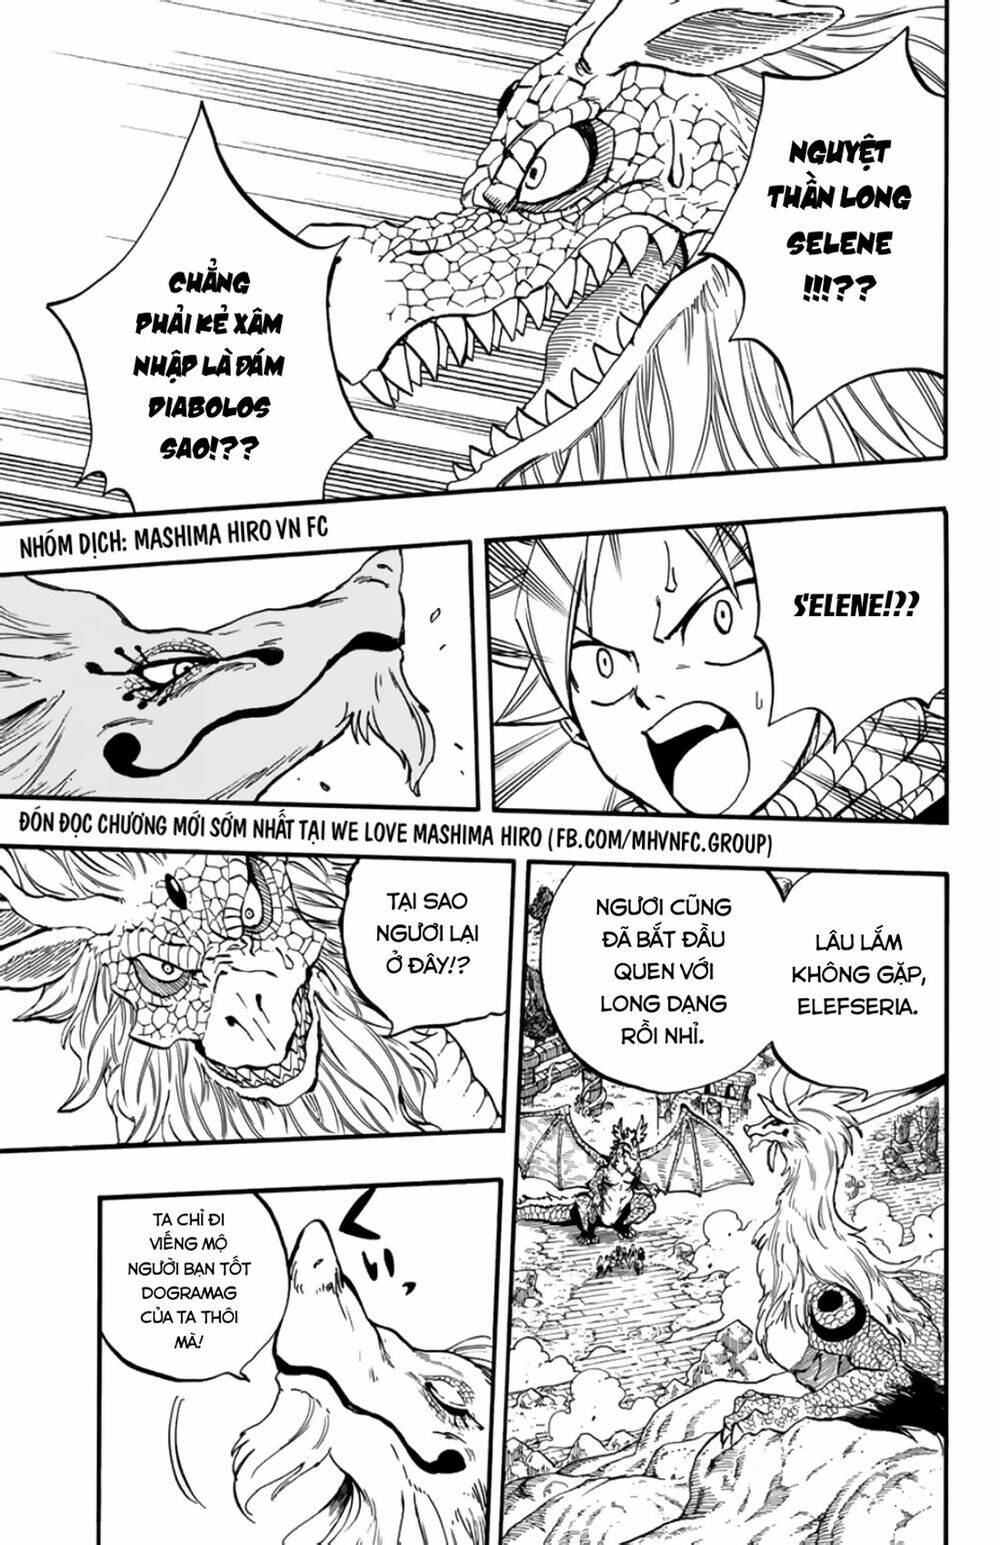 NGUYỆT
THẦN LONG
SELENE
!!!??
CHẲNG
PHẢI KẺ XÂM
NHẬP LÀ ĐÁM
DIABOLOS
SAO!??
NHÓM DỊCH: MASHIMA HIRO VN FC
SELENE!??
ĐÓN ĐỌC CHƯƠNG MỚI SỚM NHẤT TẠI WE LOVE MASHIMA HIRO (FB.COM/MHVNFC.GROUP)
LÂU LẮM
KHÔNG GẶP,
ELEFSERIA.
NGƯƠI CŨNG
ĐÃ BẮT ĐẦU
QUEN VỚI
LONG DẠNG
RỒI NHỈ.
TẠI SAO
NGƯƠI LẠI
Ở ĐÂY!?
TA CHỈ ĐI
VIẾNG MỘ
NGƯỜI BẠN TỐT
DOGRAMAG
CỦA TA THÔI
MÀ!